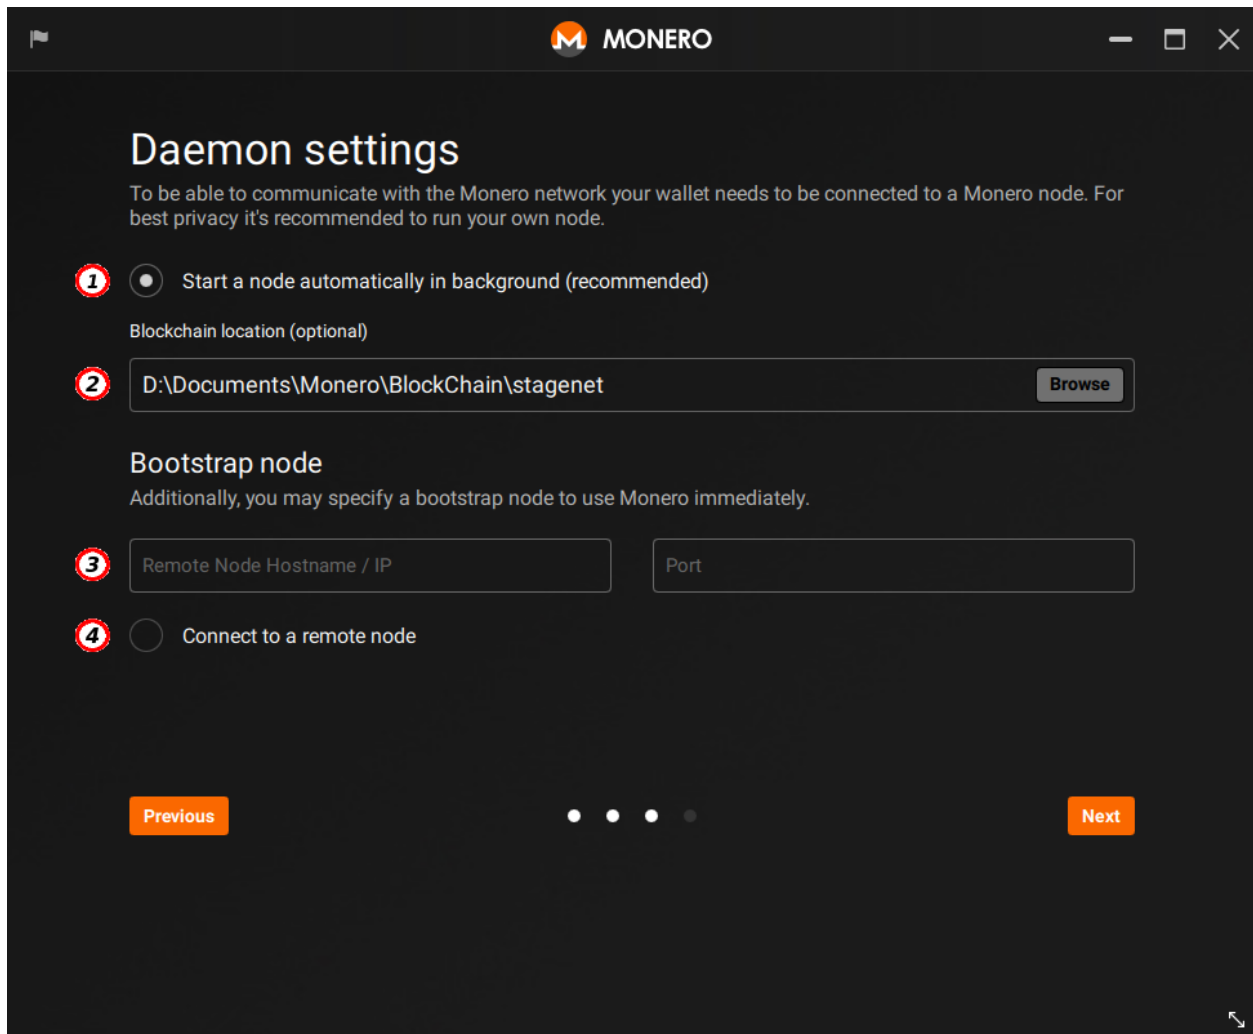 MONERO
Daemon settings
To be able to communicate with the Monero network your wallet needs to be connected to a Monero node. For
best privacy it's recommended to run your own node.
1 Start a node automatically in background (recommended)
Blockchain location (optional)
2 D:\Documents\Monero\BlockChain\stagenet Browse
Bootstrap node
Additionally, you may specify a bootstrap node to use Monero immediately.
3 Remote Node Hostname / IP Port
4 Connect to a remote node
Previous Next